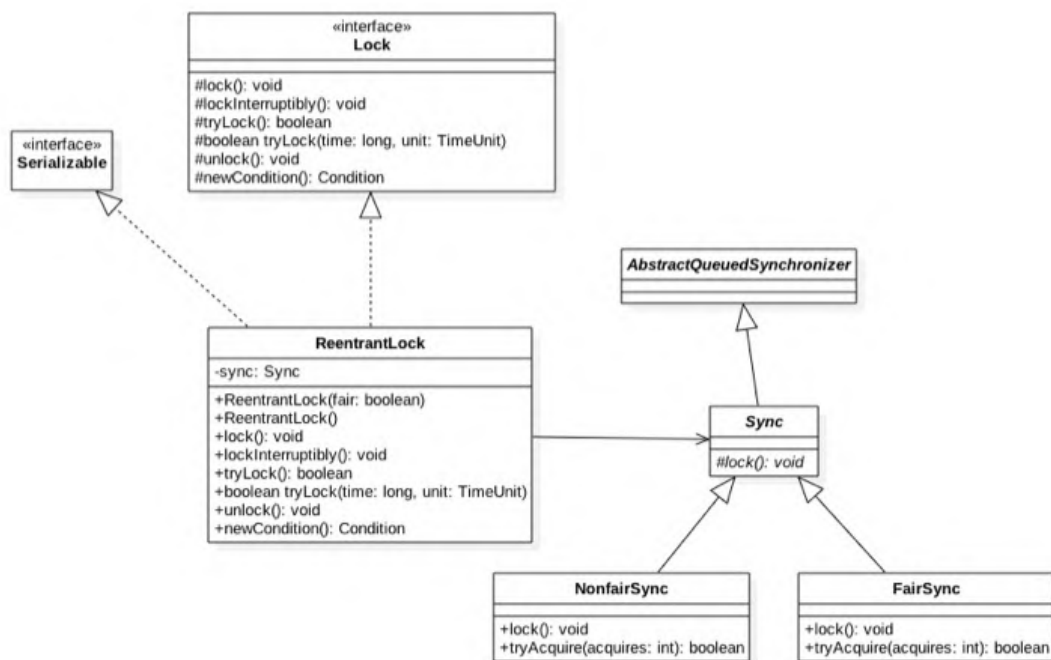 «interface»
Lock
#lock(): void
#lockInterruptibly(): void
#tryLock(): boolean
#boolean tryLock(time: long, unit: TimeUnit)
#unlock(): void
#newCondition(): Condition
«interface»
Serializable
AbstractQueuedSynchronizer
ReentrantLock
-sync: Sync
+ReentrantLock(fair: boolean)
+ReentrantLock()
+lock(): void
+lockInterruptibly(): void
+tryLock(): boolean
+boolean tryLock(time: long, unit: TimeUnit)
+unlock(): void
+newCondition(): Condition
Sync
#lock(): void
NonfairSync
+lock(): void
+tryAcquire(acquires: int): boolean
FairSync
+lock(): void
+tryAcquire(acquires: int): boolean